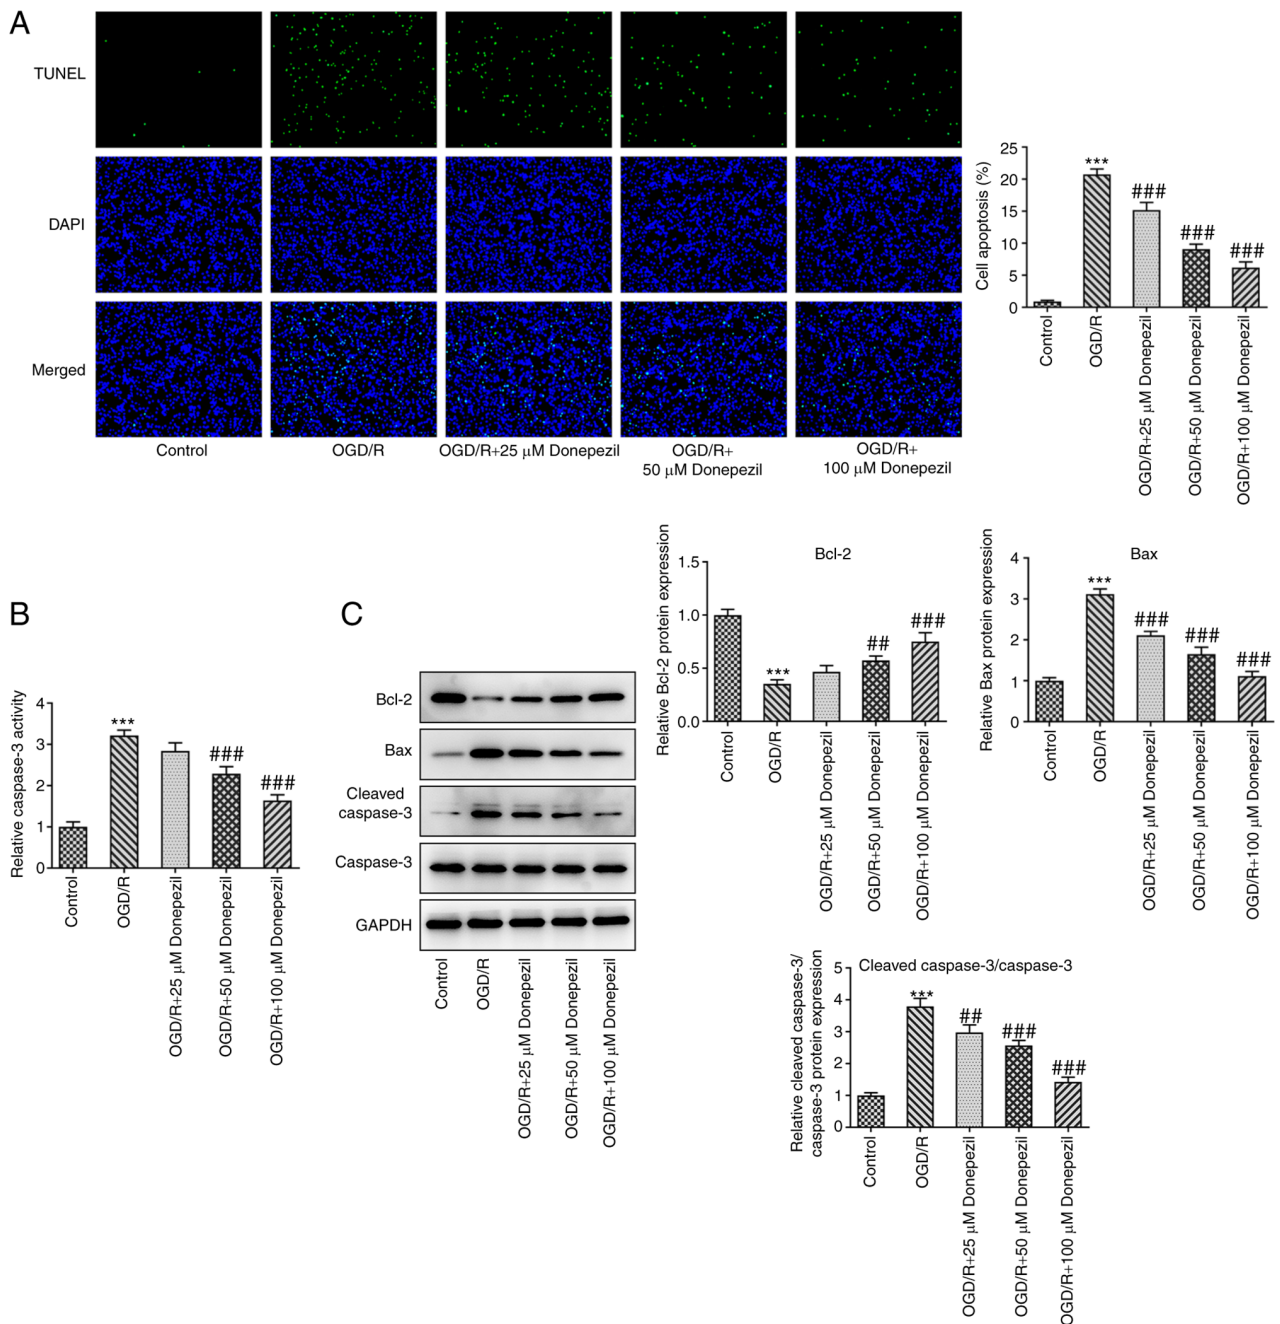 A
TUNEL
DAPI
Merged
Control
OGD/R
OGD/R+25 μM Donepezil
OGD/R+
50 μM Donepezil
OGD/R+
100 μM Donepezil
Cell apoptosis (%)
25
20
15
10
5
0
***
###
###
###
Control
OGD/R
OGD/R+25 μM Donepezil
OGD/R+50 μM Donepezil
OGD/R+100 μM Donepezil
B
Relative caspase-3 activity
4
3
2
1
0
***
###
###
Control
OGD/R
OGD/R+25 μM Donepezil
OGD/R+50 μM Donepezil
OGD/R+100 μM Donepezil
C
Bcl-2
Bax
Cleaved
caspase-3
Caspase-3
GAPDH
Control
OGD/R
OGD/R+25 μM Donepezil
OGD/R+50 μM Donepezil
OGD/R+100 μM Donepezil
Bcl-2
Relative Bcl-2 protein expression
1.5
1.0
0.5
0.0
***
##
###
Control
OGD/R
OGD/R+25 μM Donepezil
OGD/R+50 μM Donepezil
OGD/R+100 μM Donepezil
Bax
Relative Bax protein expression
4
3
2
1
0
***
###
###
###
Control
OGD/R
OGD/R+25 μM Donepezil
OGD/R+50 μM Donepezil
OGD/R+100 μM Donepezil
Cleaved caspase-3/caspase-3
Relative cleaved caspase-3/
caspase-3 protein expression
5
4
3
2
1
0
***
##
###
###
Control
OGD/R
OGD/R+25 μM Donepezil
OGD/R+50 μM Donepezil
OGD/R+100 μM Donepezil